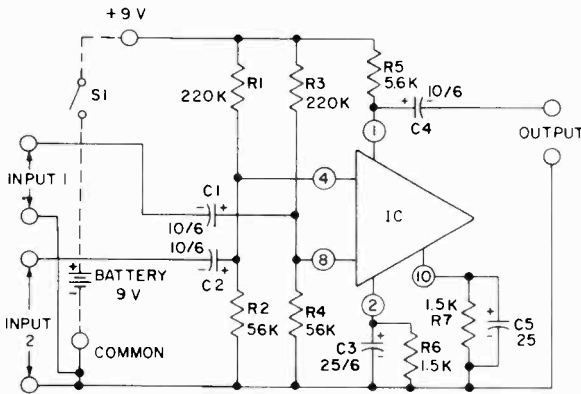 +9V
S1
R1
220K
R3
220K
R5
5.6K
+ 10/6 -
C4
1
OUTPUT
INPUT 1
C1
- +
10/6
10/6
- +
C2
4
8
IC
10
2
+
BATTERY
-
9 V
INPUT
2
COMMON
R2
56K
R4
56K
C3
25/6
+
-
R6
1.5K
1.5K
R7
+
-
C5
25